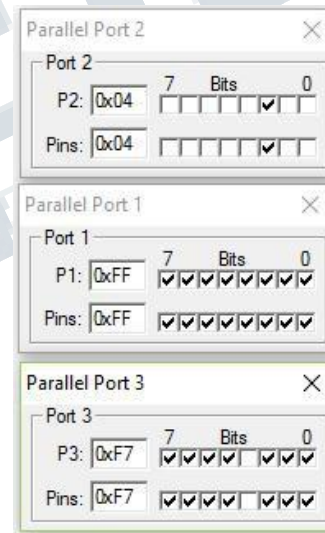 Parallel Port 2
Port 2
P2: 0x04 7 Bits 0
Pins: 0x04
Parallel Port 1
Port 1
P1: 0xFF 7 Bits 0
Pins: 0xFF
Parallel Port 3
Port 3
P3: 0xF7 7 Bits 0
Pins: 0xF7